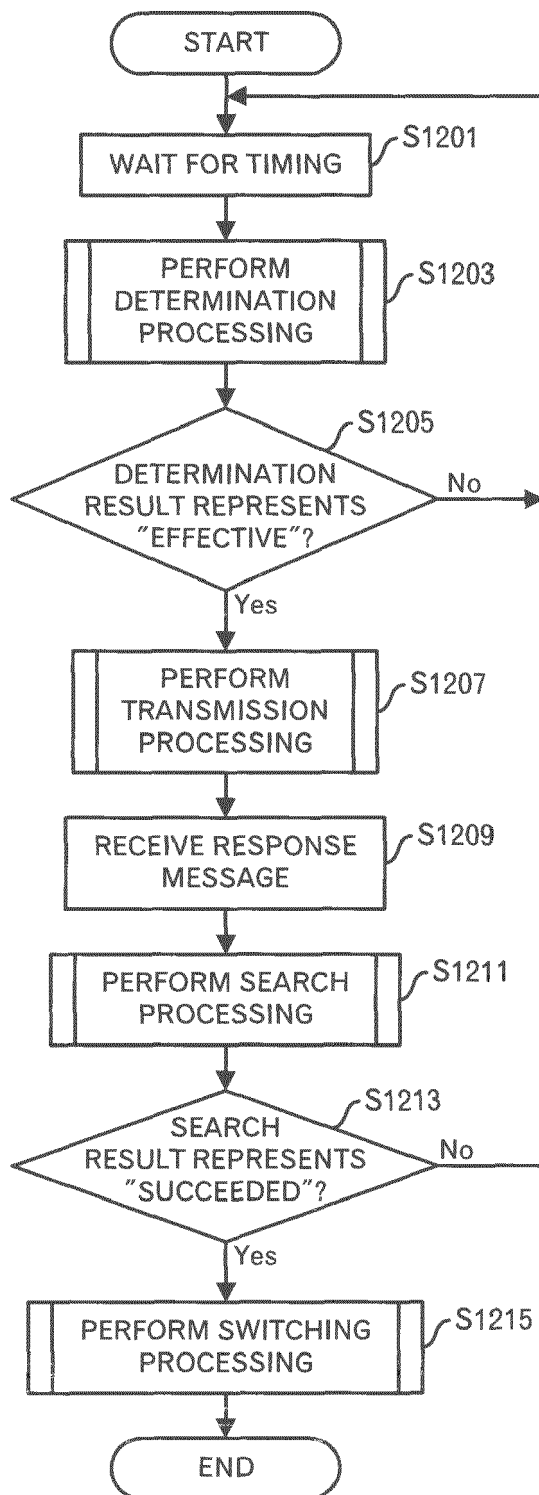 START
S1201
WAIT FOR TIMING
S1203
PERFORM
DETERMINATION
PROCESSING
S1205
DETERMINATION
RESULT REPRESENTS
"EFFECTIVE"?
No
Yes
S1207
PERFORM
TRANSMISSION
PROCESSING
S1209
RECEIVE RESPONSE
MESSAGE
S1211
PERFORM SEARCH
PROCESSING
S1213
SEARCH
RESULT REPRESENTS
"SUCCEEDED"?
No
Yes
S1215
PERFORM SWITCHING
PROCESSING
END